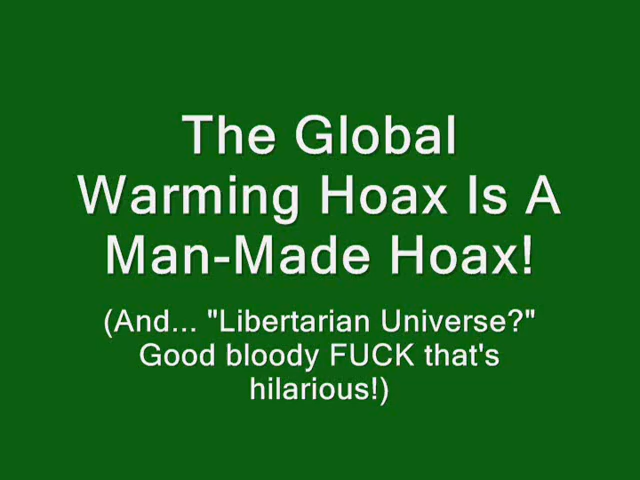 The Global
Warming Hoax Is A
Man-Made Hoax!
(And... "Libertarian Universe?"
Good bloody FUCK that's
hilarious!)